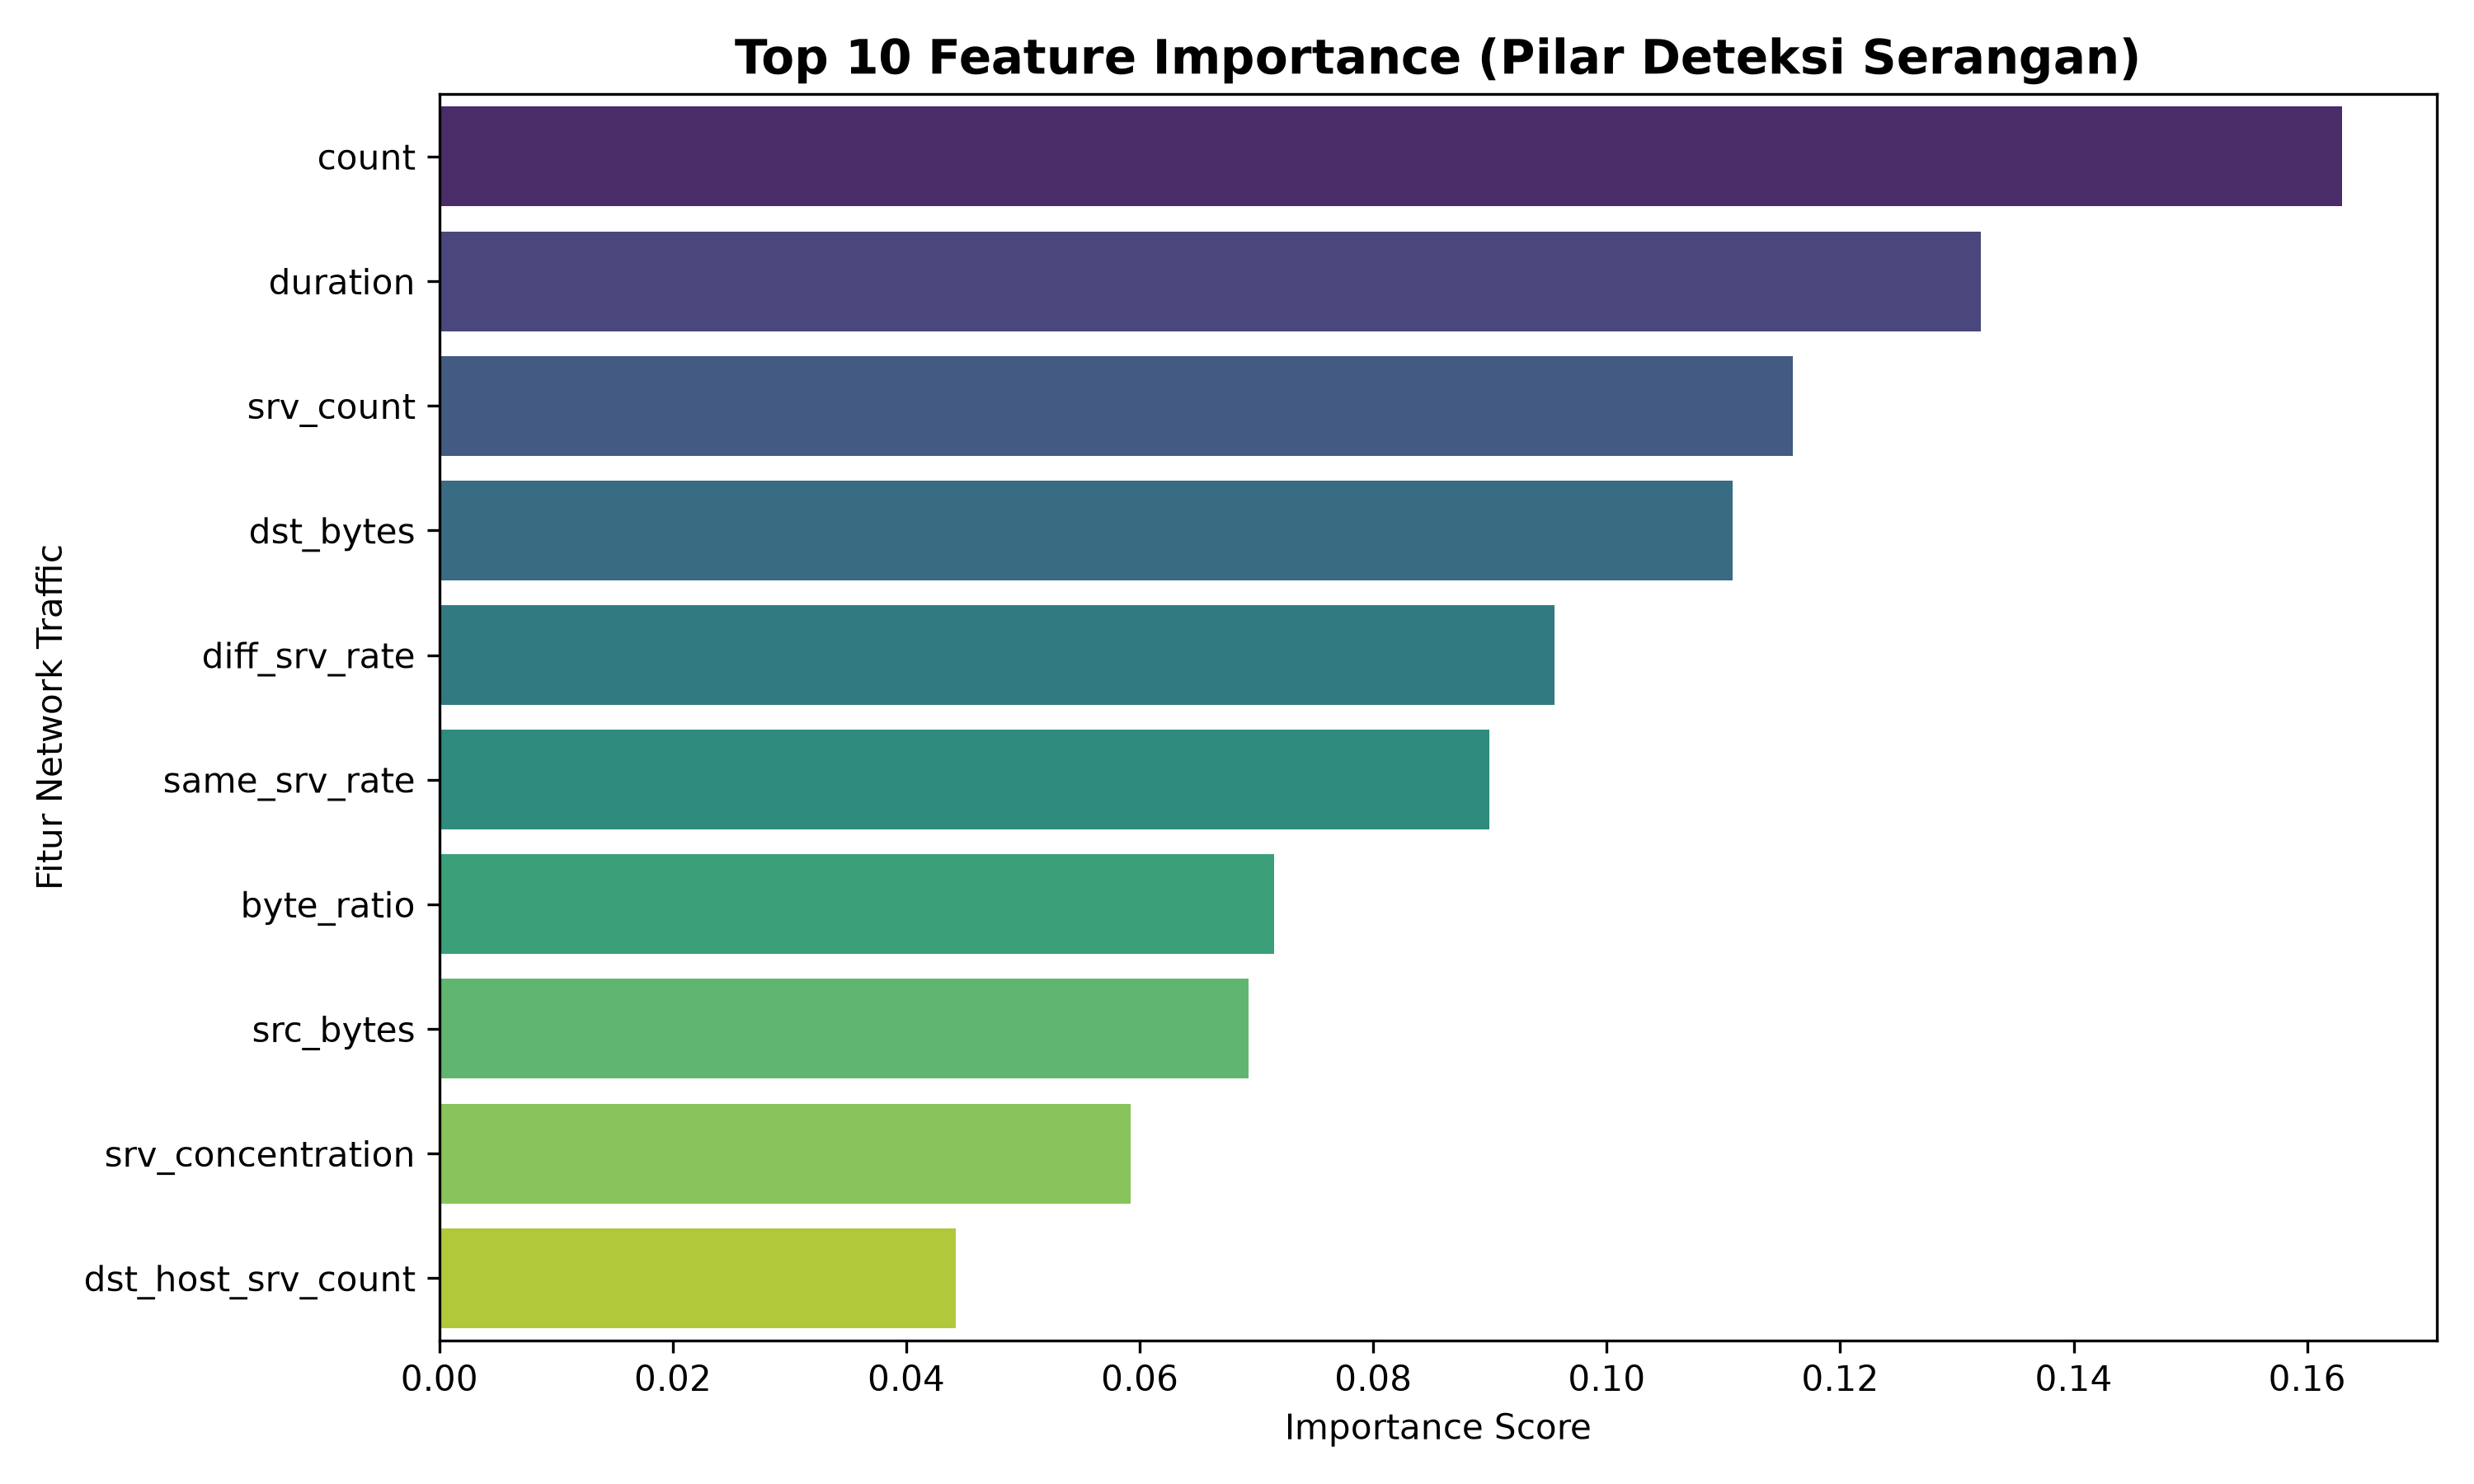 Top 10 Feature Importance (Pilar Deteksi Serangan)
Fitur Network Traffic
count
duration
srv_count
dst_bytes
diff_srv_rate
same_srv_rate
byte_ratio
src_bytes
srv_concentration
dst_host_srv_count
0.00 0.02 0.04 0.06 0.08 0.10 0.12 0.14 0.16
Importance Score